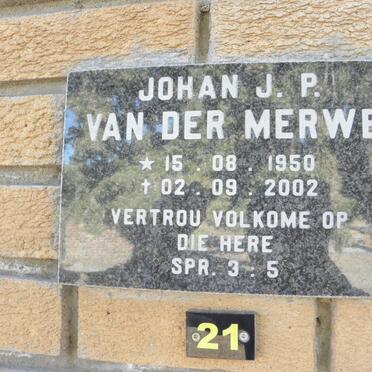 JOHAN J. P.
VAN DER MERWE
★ 15 . 08 . 1950
† 02 . 09 . 2002
VERTROU VOLKOME OP
DIE HERE
SPR. 3 : 5
21